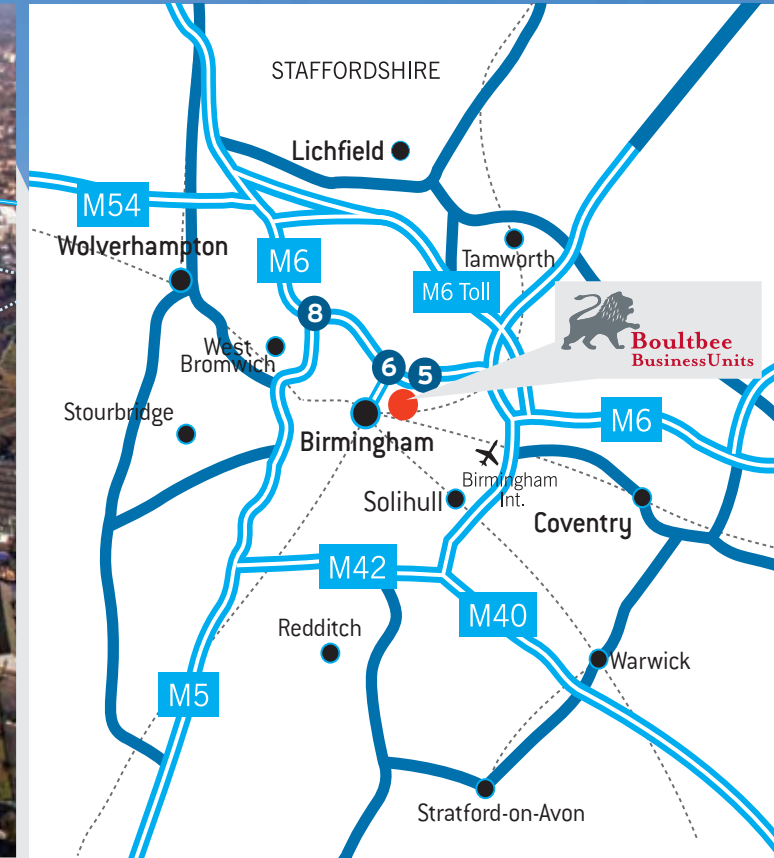 STAFFORDSHIRE
Lichfield
M54
Wolverhampton
M6
Tamworth
M6 Toll
8
Boultbee
BusinessUnits
West
Bromwich
6
5
Stourbridge
M6
Birmingham
Birmingham
Int.
Solihull
Coventry
M42
M40
Redditch
Warwick
M5
Stratford-on-Avon